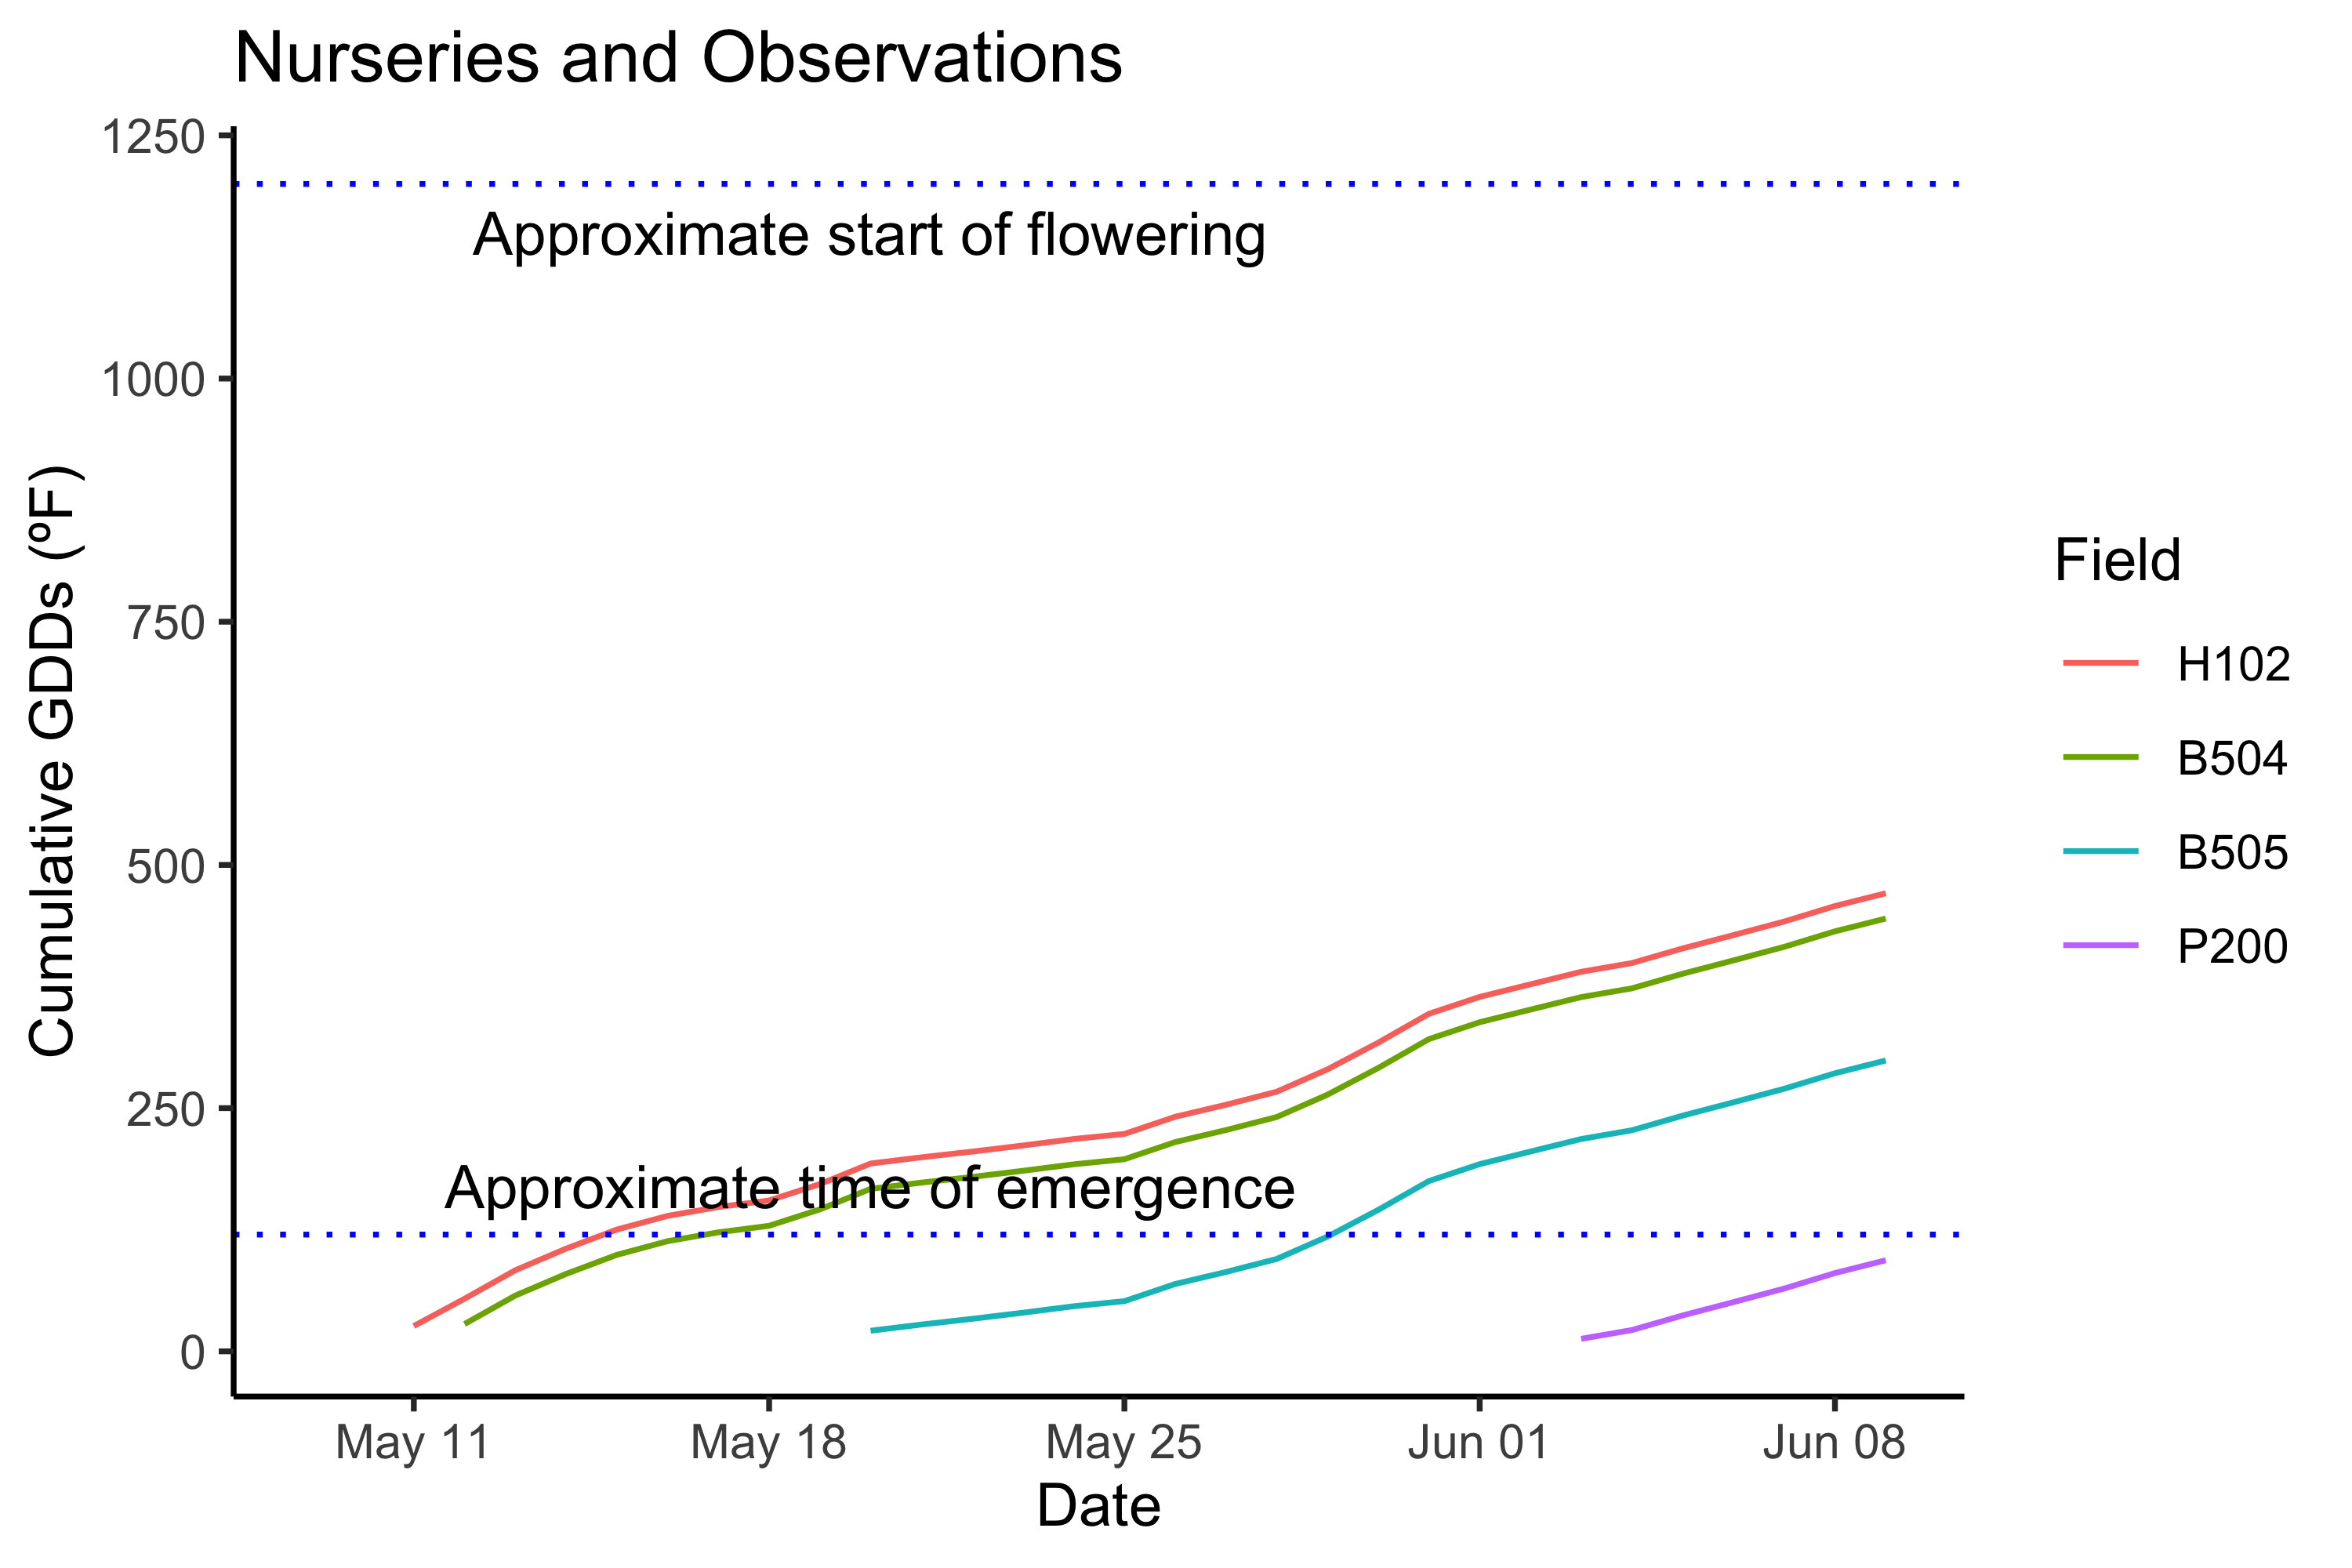 Nurseries and Observations
1250
1000
750
500
250
0
Cumulative GDDs (ºF)
Approximate start of flowering
Approximate time of emergence
May 11
May 18
May 25
Jun 01
Jun 08
Date
Field
H102
B504
B505
P200